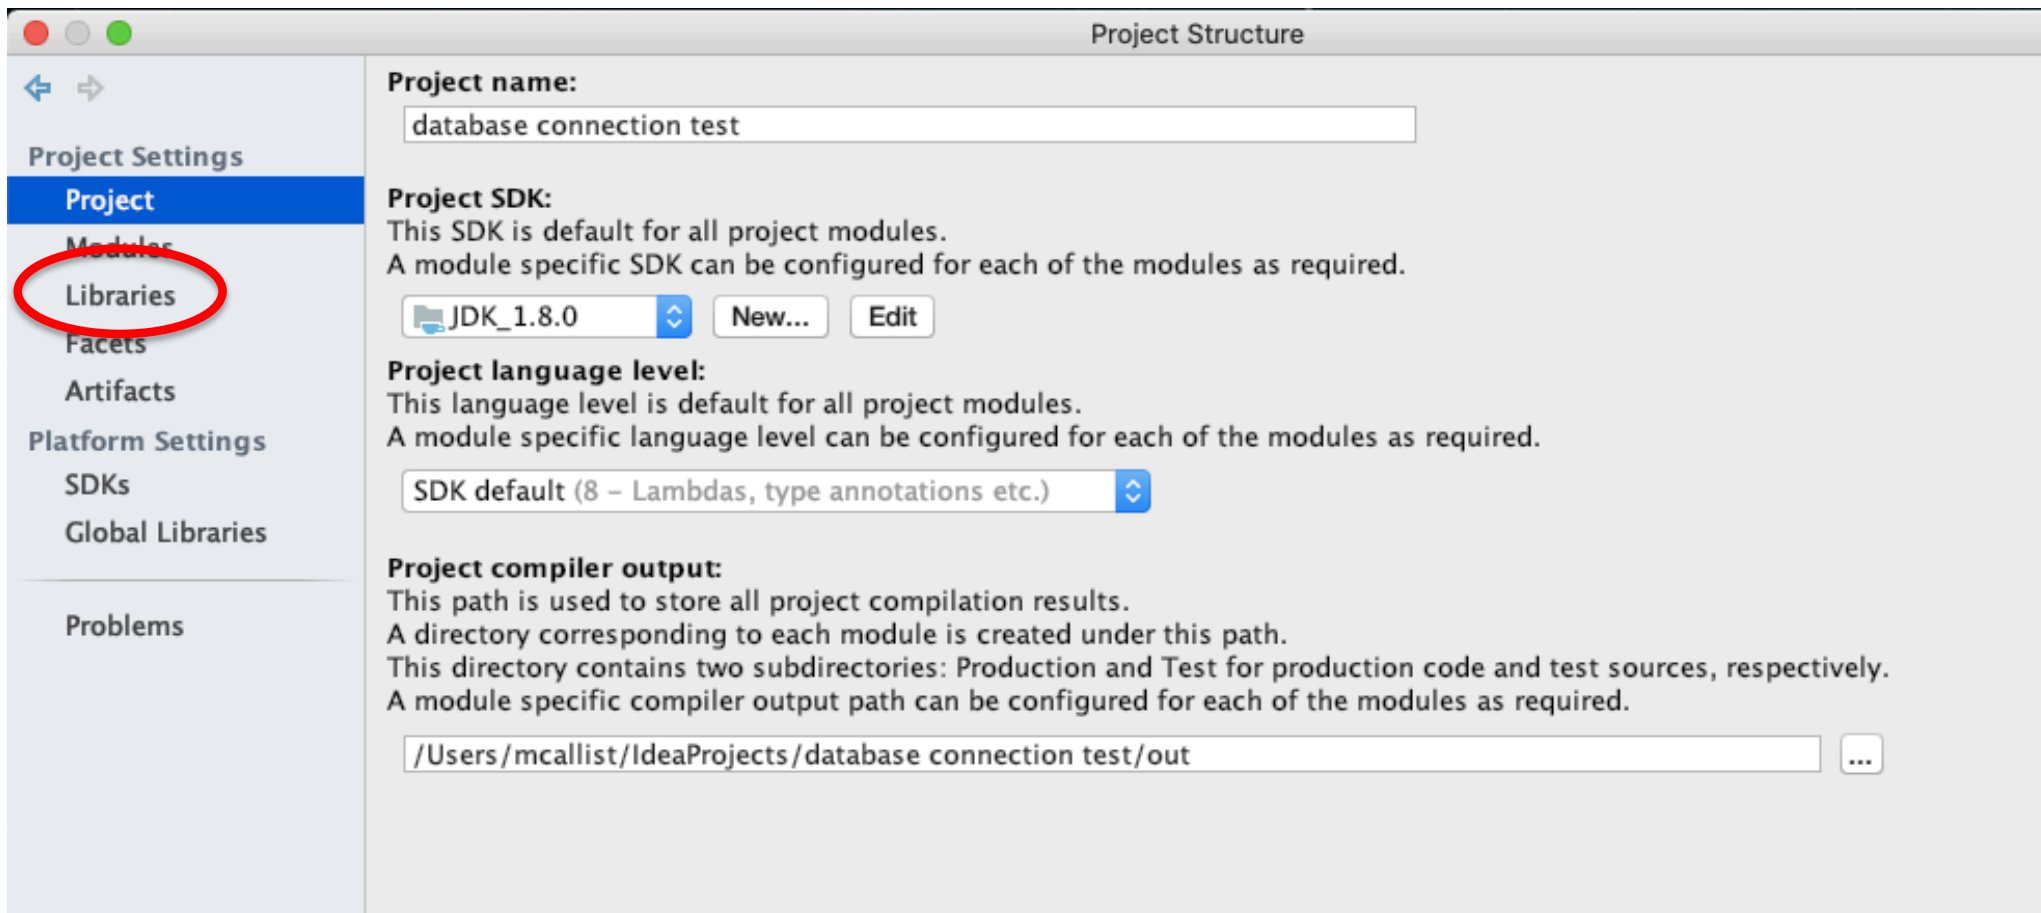 Project Structure
Project Settings
Project
Modules
Libraries
Facets
Artifacts
Platform Settings
SDKs
Global Libraries
Problems
Project name:
database connection test
Project SDK:
This SDK is default for all project modules.
A module specific SDK can be configured for each of the modules as required.
JDK_1.8.0 New... Edit
Project language level:
This language level is default for all project modules.
A module specific language level can be configured for each of the modules as required.
SDK default (8 – Lambdas, type annotations etc.)
Project compiler output:
This path is used to store all project compilation results.
A directory corresponding to each module is created under this path.
This directory contains two subdirectories: Production and Test for production code and test sources, respectively.
A module specific compiler output path can be configured for each of the modules as required.
/Users/mcallist/IdeaProjects/database connection test/out ...